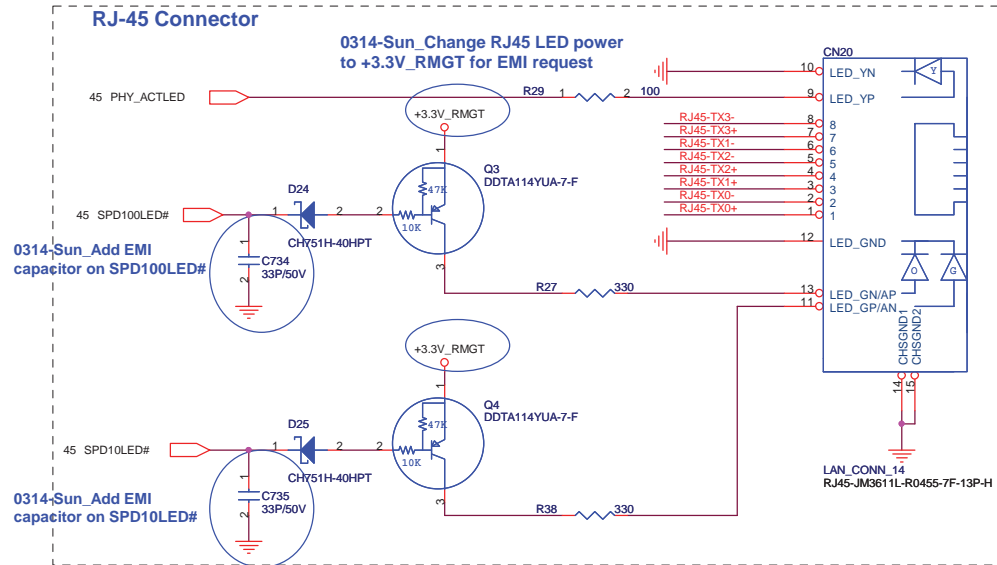 RJ-45 Connector
0314-Sun_Change RJ45 LED power
to +3.3V_RMGT for EMI request
CN20
45 PHY_ACTLED
R29 1 2 100
+3.3V_RMGT
1
10 LED_YN
Y
9 LED_YP
RJ45-TX3- 8 8
RJ45-TX3+ 7 7
RJ45-TX1- 6 6
RJ45-TX2- 5 5
RJ45-TX2+ 4 4
RJ45-TX1+ 3 3
RJ45-TX0- 2 2
RJ45-TX0+ 1 1
Q3
DDTA114YUA-7-F
47K
10K
D24
45 SPD100LED# 1 2 2
CH751H-40HPT
3
0314-Sun_Add EMI
capacitor on SPD100LED#
1
C734
33P/50V
2
12 LED_GND
O G
R27 330 13 LED_GN/AP
11 LED_GP/AN
CHSGND1
CHSGND2
14
15
+3.3V_RMGT
1
Q4
DDTA114YUA-7-F
47K
10K
D25
45 SPD10LED# 1 2 2
CH751H-40HPT
3
0314-Sun_Add EMI
capacitor on SPD10LED#
1
C735
33P/50V
2
R38 330
LAN_CONN_14
RJ45-JM3611L-R0455-7F-13P-H